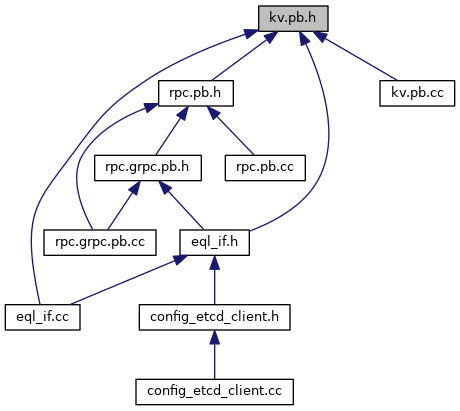 kv.pb.h
rpc.pb.h
kv.pb.cc
rpc.grpc.pb.h
rpc.pb.cc
rpc.grpc.pb.cc
eql_if.h
eql_if.cc
config_etcd_client.h
config_etcd_client.cc